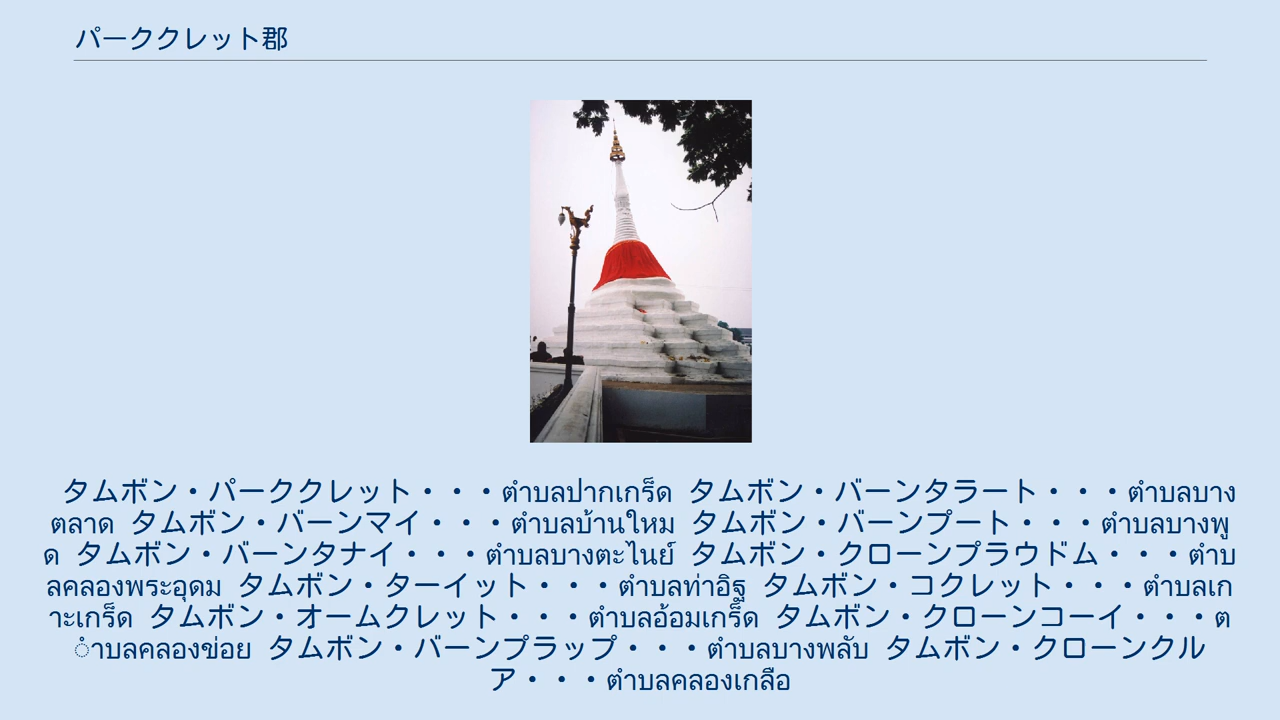 パーククレット郡
タムボン・パーククレット・・・ตำบลปากเกร็ด タムボン・バーンタラート・・・ตำบลบาง
ตลาด タムボン・バーンマイ・・・ตำบลบ้านใหม タムボン・バーンプート・・・ตำบลบางพู
ด タムボン・バーンタナイ・・・ตำบลบางตะไนย์ タムボン・クローンプラウドム・・・ตำบ
ลคลองพระอุดม タムボン・ターイット・・・ตำบลท่าอิฐ タムボン・コクレット・・・ตำบลเก
าะเกร็ด タムボン・オームクレット・・・ตำบลอ้อมเกร็ด タムボン・クローンコーイ・・・ต
ำบลคลองข่อย タムボン・バーンプラップ・・・ตำบลบางพลับ タムボン・クローンクル
ア・・・ตำบลคลองเกลือ